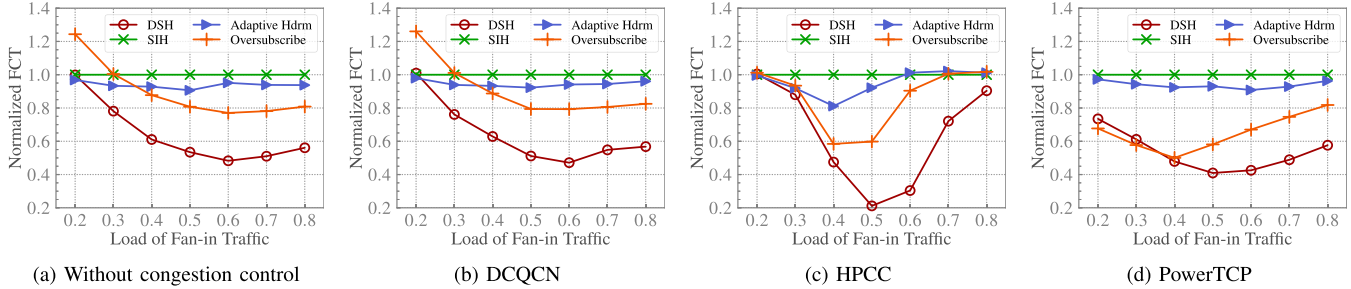 1.4
1.2
1.0
0.8
0.6
0.4
0.2
Normalized FCT
DSH
SIH
Adaptive Hdrm
Oversubscribe
0.2 0.3 0.4 0.5 0.6 0.7 0.8
Load of Fan-in Traffic
(a) Without congestion control
1.4
1.2
1.0
0.8
0.6
0.4
0.2
Normalized FCT
DSH
SIH
Adaptive Hdrm
Oversubscribe
0.2 0.3 0.4 0.5 0.6 0.7 0.8
Load of Fan-in Traffic
(b) DCQCN
1.4
1.2
1.0
0.8
0.6
0.4
0.2
Normalized FCT
DSH
SIH
Adaptive Hdrm
Oversubscribe
0.2 0.3 0.4 0.5 0.6 0.7 0.8
Load of Fan-in Traffic
(c) HPCC
1.4
1.2
1.0
0.8
0.6
0.4
0.2
Normalized FCT
DSH
SIH
Adaptive Hdrm
Oversubscribe
0.2 0.3 0.4 0.5 0.6 0.7 0.8
Load of Fan-in Traffic
(d) PowerTCP